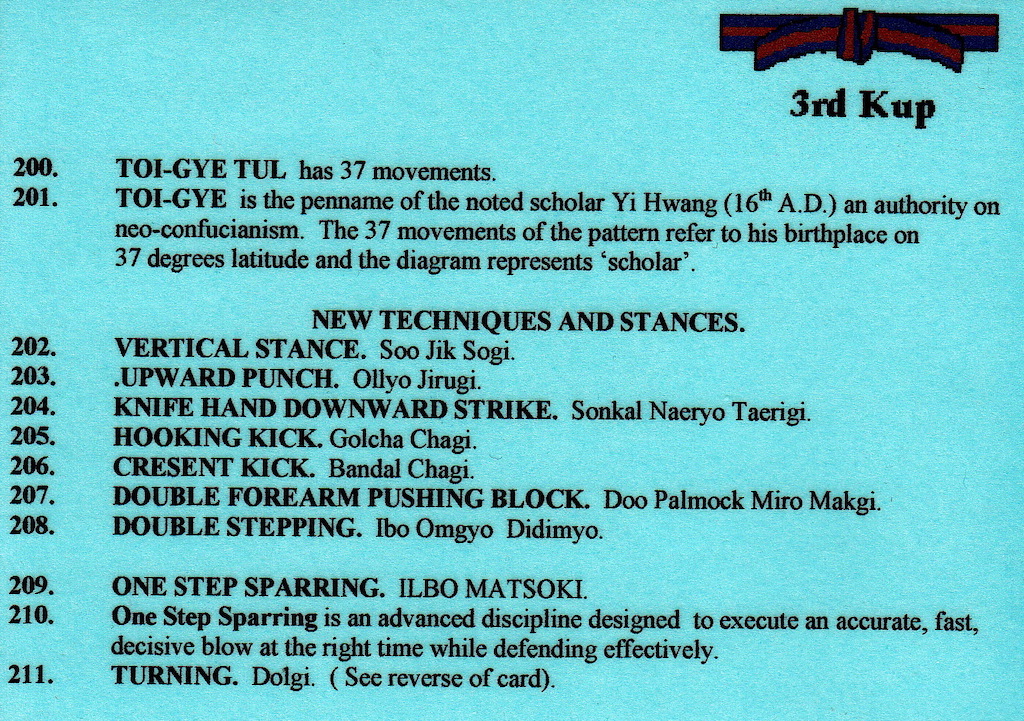 3rd Kup
200. TOI-GYE TUL has 37 movements.
201. TOI-GYE is the penname of the noted scholar Yi Hwang (16th A.D.) an authority on
neo-confucianism. The 37 movements of the pattern refer to his birthplace on
37 degrees latitude and the diagram represents ‘scholar’.
NEW TECHNIQUES AND STANCES.
202. VERTICAL STANCE. Soo Jik Sogi.
203. .UPWARD PUNCH. Ollyo Jirugi.
204. KNIFE HAND DOWNWARD STRIKE. Sonkal Naeryo Taerigi.
205. HOOKING KICK. Golcha Chagi.
206. CRESENT KICK. Bandal Chagi.
207. DOUBLE FOREARM PUSHING BLOCK. Doo Palmock Miro Makgi.
208. DOUBLE STEPPING. Ibo Omgyo Didimyo.
209. ONE STEP SPARRING. ILBO MATSOKI.
210. One Step Sparring is an advanced discipline designed to execute an accurate, fast,
decisive blow at the right time while defending effectively.
211. TURNING. Dolgi. ( See reverse of card).